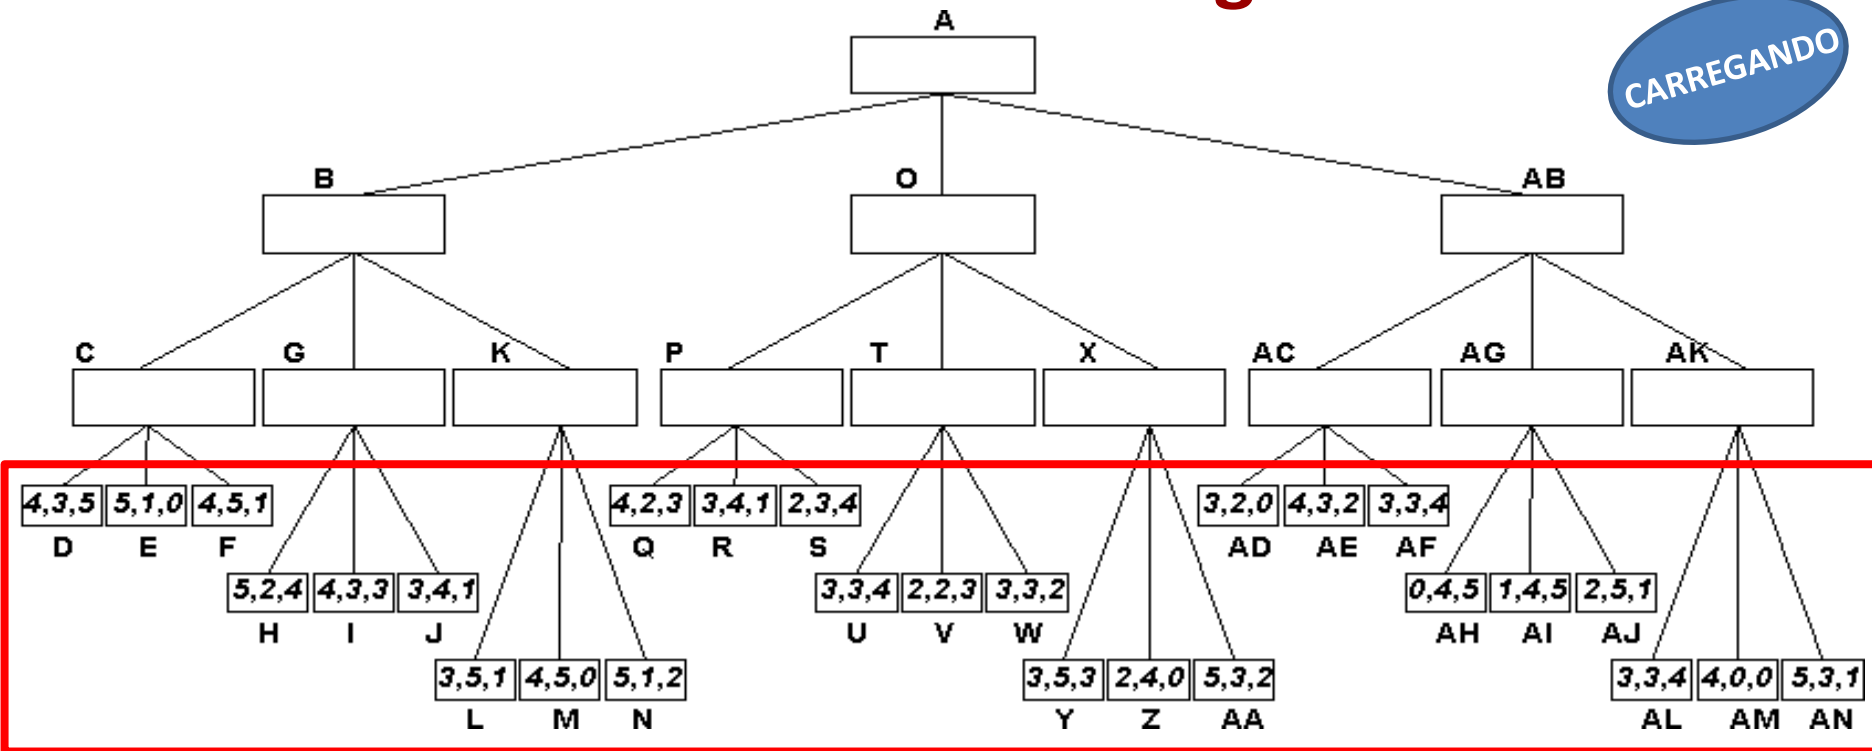 g
A
CARREGANDO
B O AB
C G K P T X AC AG AK
4,3,5 5,1,0 4,5,1 4,2,3 3,4,1 2,3,4 3,2,0 4,3,2 3,3,4
D E F Q R S AD AE AF
5,2,4 4,3,3 3,4,1 3,3,4 2,2,3 3,3,2 0,4,5 1,4,5 2,5,1
H I J U V W AH AI AJ
3,5,1 4,5,0 5,1,2 3,5,3 2,4,0 5,3,2 3,3,4 4,0,0 5,3,1
L M N Y Z AA AL AM AN